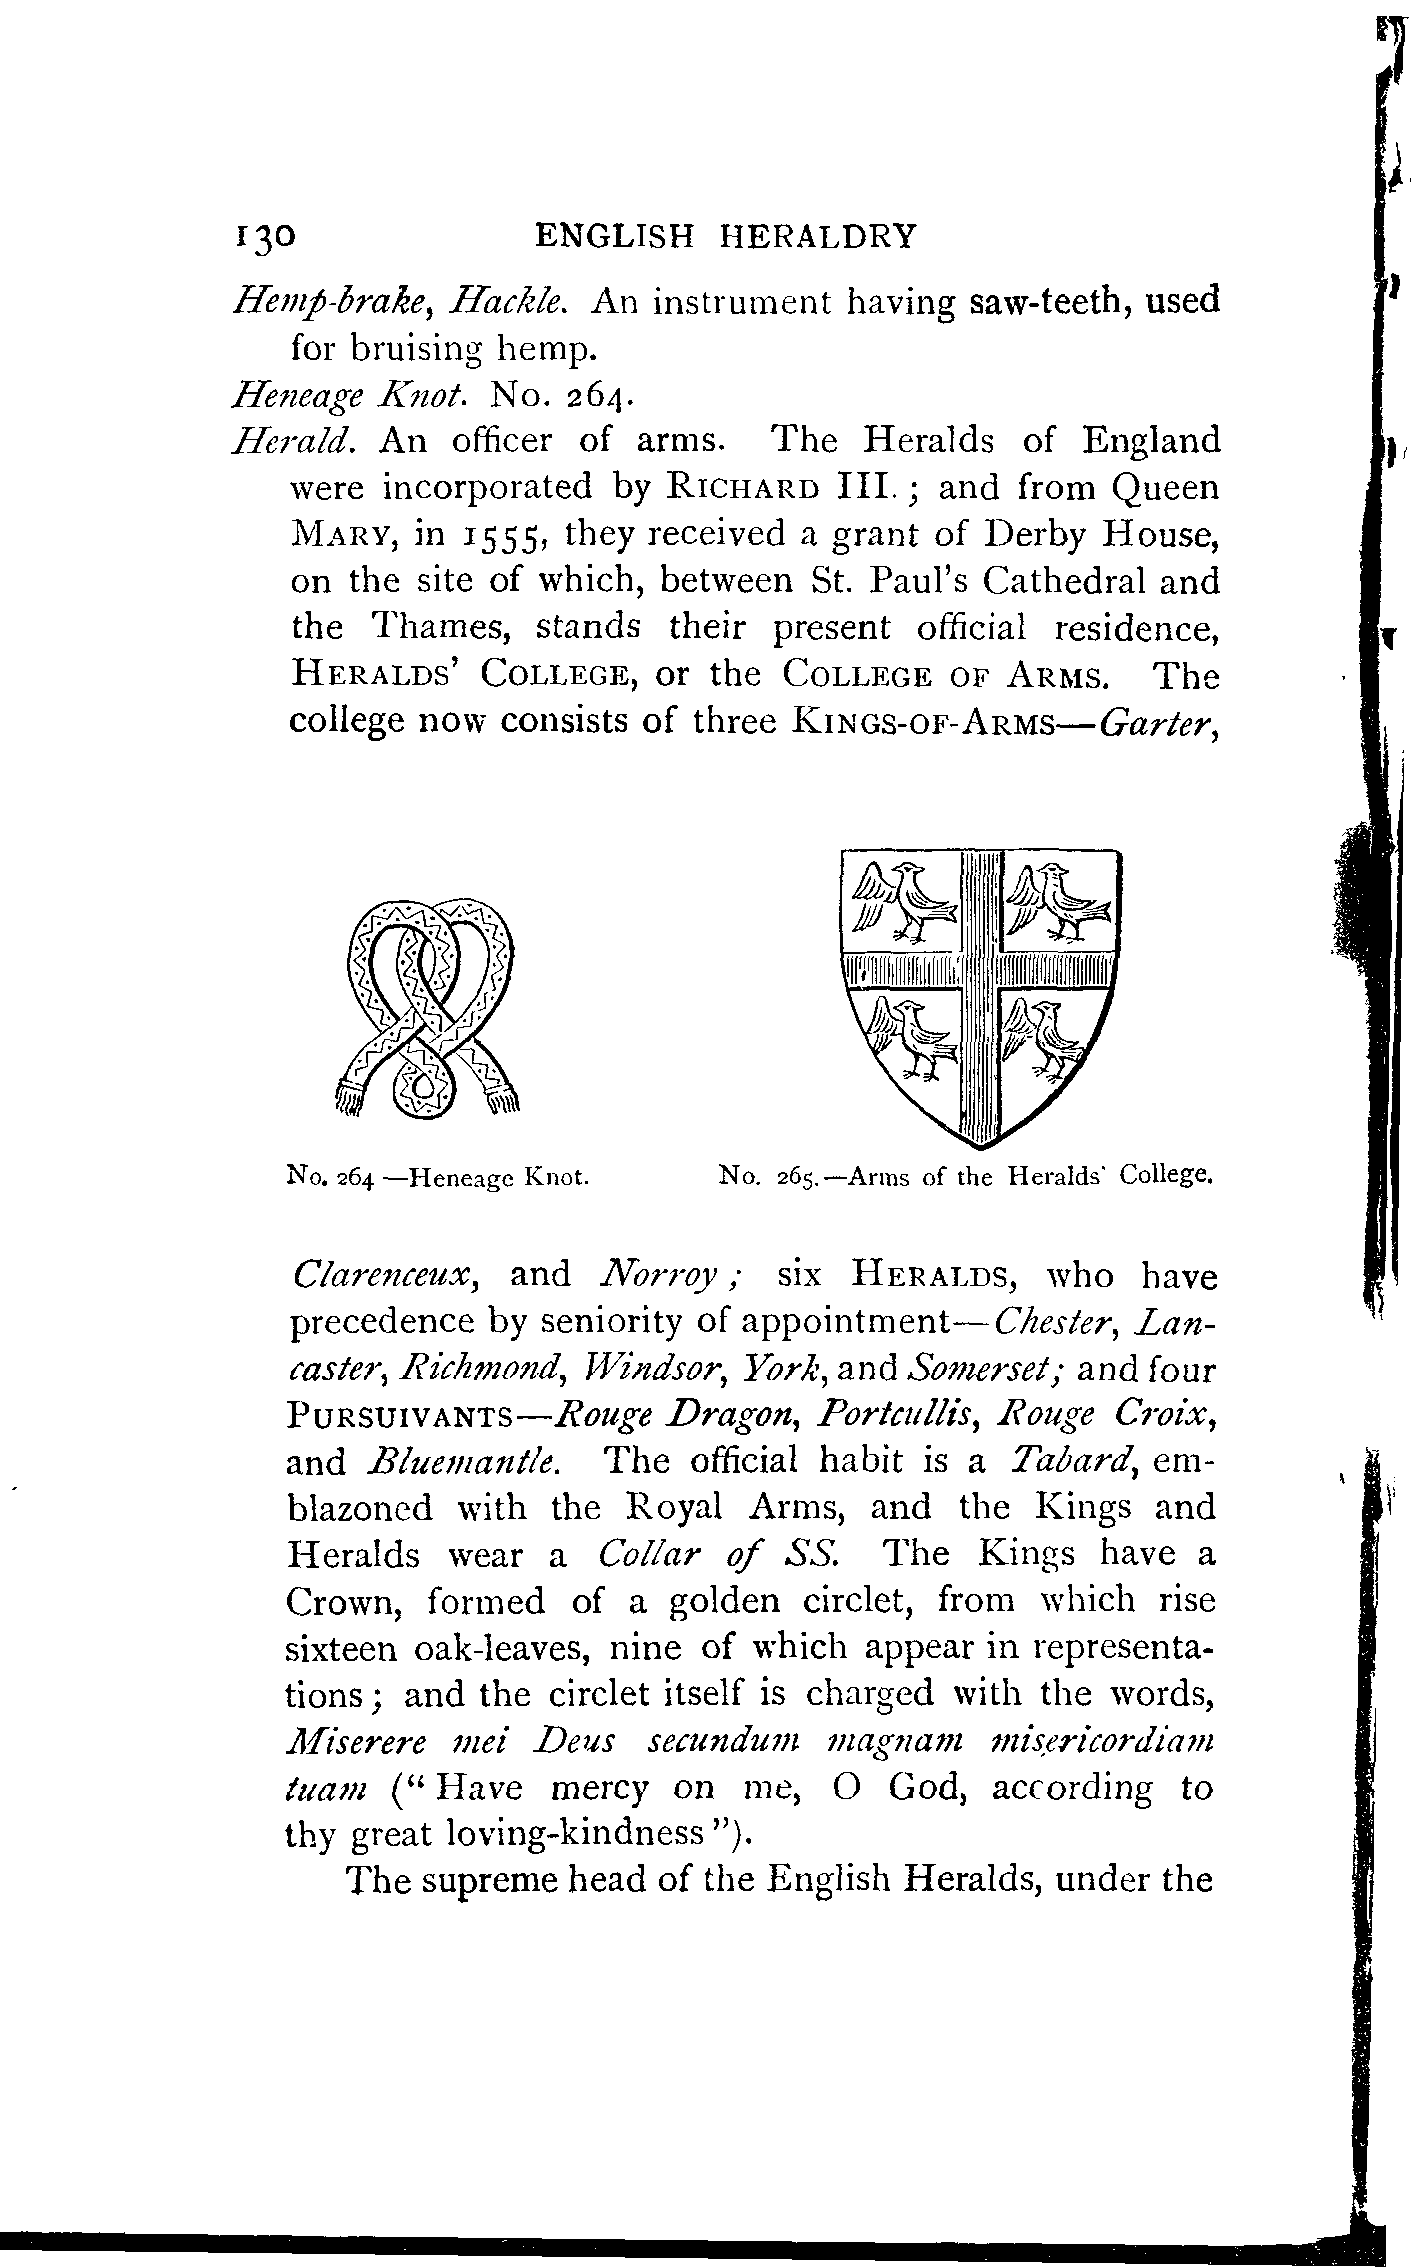 130 ENGLISH HERALDRY
Hemp-brake, Hackle. An instrument having saw-teeth, used
for bruising hemp.
Heneage Knot. No. 264.
Herald. An officer of arms. The Heralds of England
were incorporated by RICHARD III.; and from Queen
MARY, in 1555, they received a grant of Derby House,
on the site of which, between St. Paul's Cathedral and
the Thames, stands their present official residence,
HERALDS' COLLEGE, or the COLLEGE OF ARMS. The
college now consists of three KINGS-OF-ARMS—Garter,
No. 264 —Heneage Knot.
No. 265.—Arms of the Heralds' College.
Clarenceux, and Norroy; six HERALDS, who have
precedence by seniority of appointment—Chester, Lan-
caster, Richmond, Windsor, York, and Somerset; and four
PURSUIVANTS—Rouge Dragon, Portcullis, Rouge Croix,
and Bluemantle. The official habit is a Tabard, em-
blazoned with the Royal Arms, and the Kings and
Heralds wear a Collar of SS. The Kings have a
Crown, formed of a golden circlet, from which rise
sixteen oak-leaves, nine of which appear in representa-
tions; and the circlet itself is charged with the words,
Miserere mei Deus secundum magnam misericordiam
tuam ("Have mercy on me, O God, according to
thy great loving-kindness").
The supreme head of the English Heralds, under the